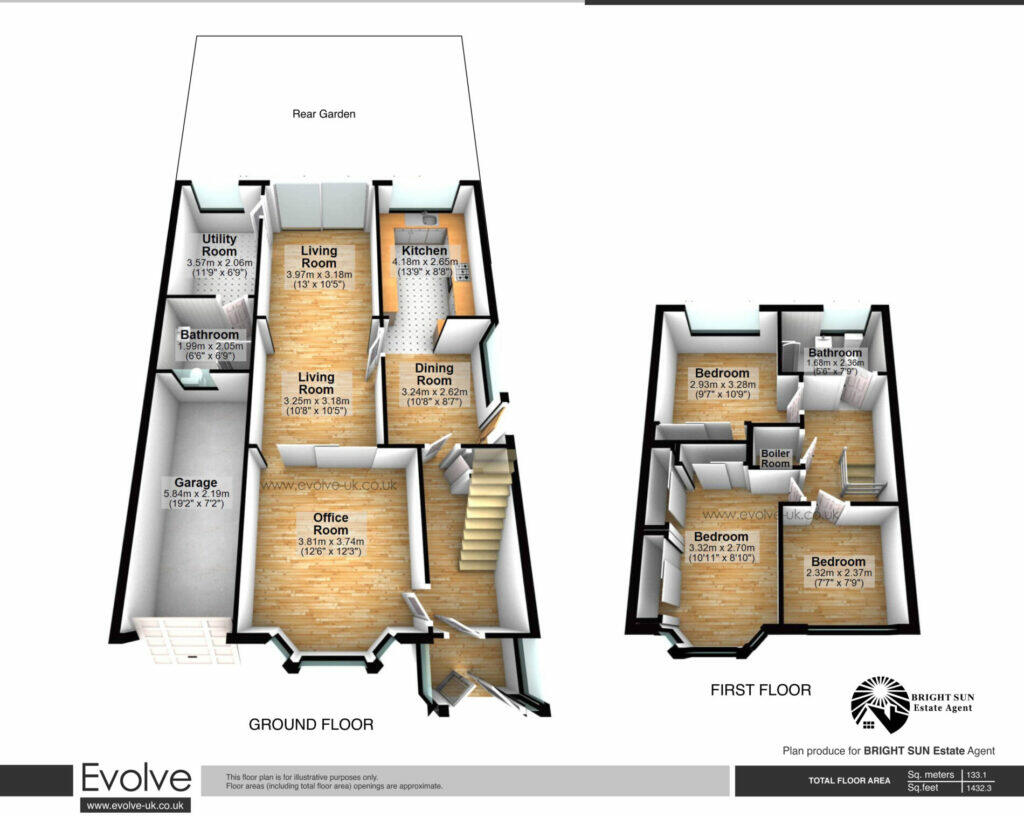 Rear Garden
Utility
Room
3.57m x 2.06m
(11'9" x 6'9")
Living
Room
3.97m x 3.18m
(13' x 10'5")
Kitchen
4.18m x 2.65m
(13'9" x 8'8")
Bathroom
1.99m x 2.05m
(6'6" x 6'9")
Living
Room
3.25m x 3.18m
(10'8" x 10'5")
Dining
Room
3.24m x 2.62m
(10'8" x 8'7")
Garage
5.84m x 2.19m
(19'2" x 7'2")
www.evolve-uk.co.uk
Office
Room
3.81m x 3.74m
(12'6" x 12'3")
GROUND FLOOR
Bedroom
2.93m x 3.28m
(9'7" x 10'9")
Bathroom
1.68m x 2.36m
(5'6" x 7'9")
Boiler
Room
www.evolve-uk.co.uk
Bedroom
3.32m x 2.70m
(10'11" x 8'10")
Bedroom
2.32m x 2.37m
(7'7" x 7'9")
FIRST FLOOR
BRIGHT SUN
Estate Agent
Plan produce for BRIGHT SUN Estate Agent
Evolve
www.evolve-uk.co.uk
This floor plan is for illustrative purposes only.
Floor areas (including total floor area) openings are approximate.
TOTAL FLOOR AREA
Sq. meters 133.1
Sq.feet 1432.3